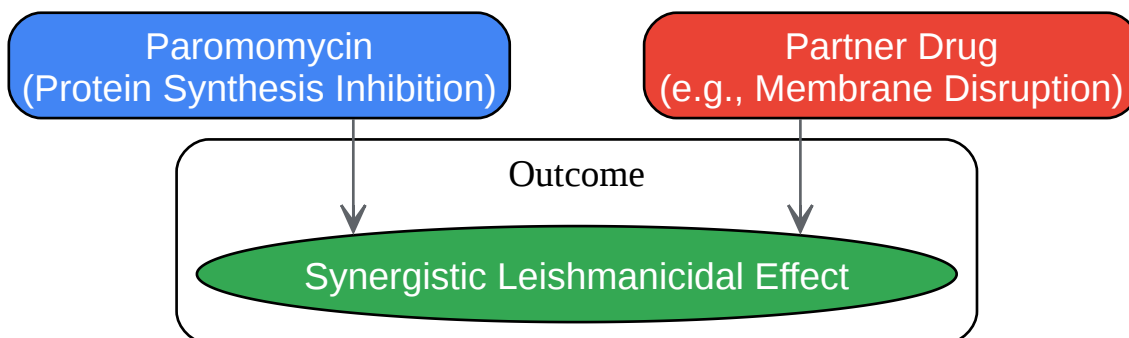 Paromomycin
(Protein Synthesis Inhibition)
Partner Drug
(e.g., Membrane Disruption)
Outcome
Synergistic Leishmanicidal Effect